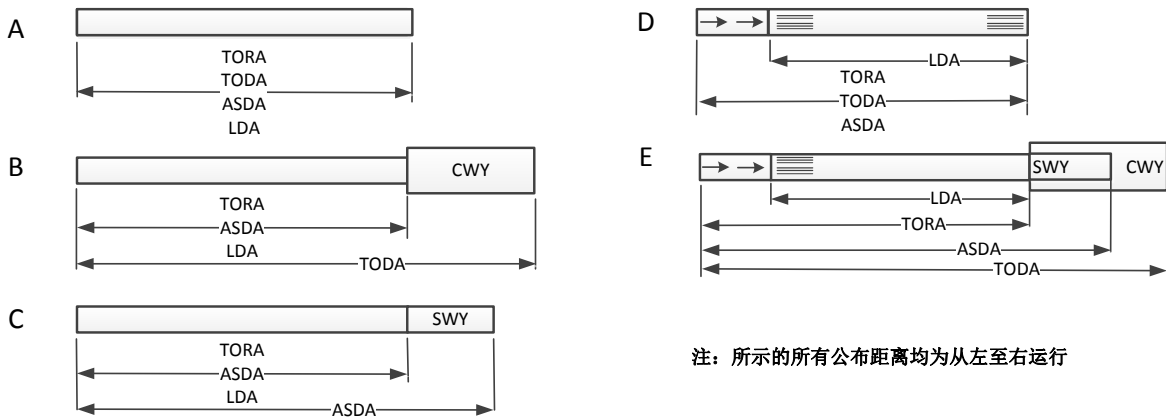 A
TORA
TODA
ASDA
LDA
B
CWY
TORA
ASDA
LDA
TODA
C
SWY
TORA
ASDA
LDA
ASDA
D
LDA
TORA
TODA
ASDA
E
SWY
CWY
LDA
TORA
ASDA
TODA
注：所示的所有公布距离均为从左至右运行